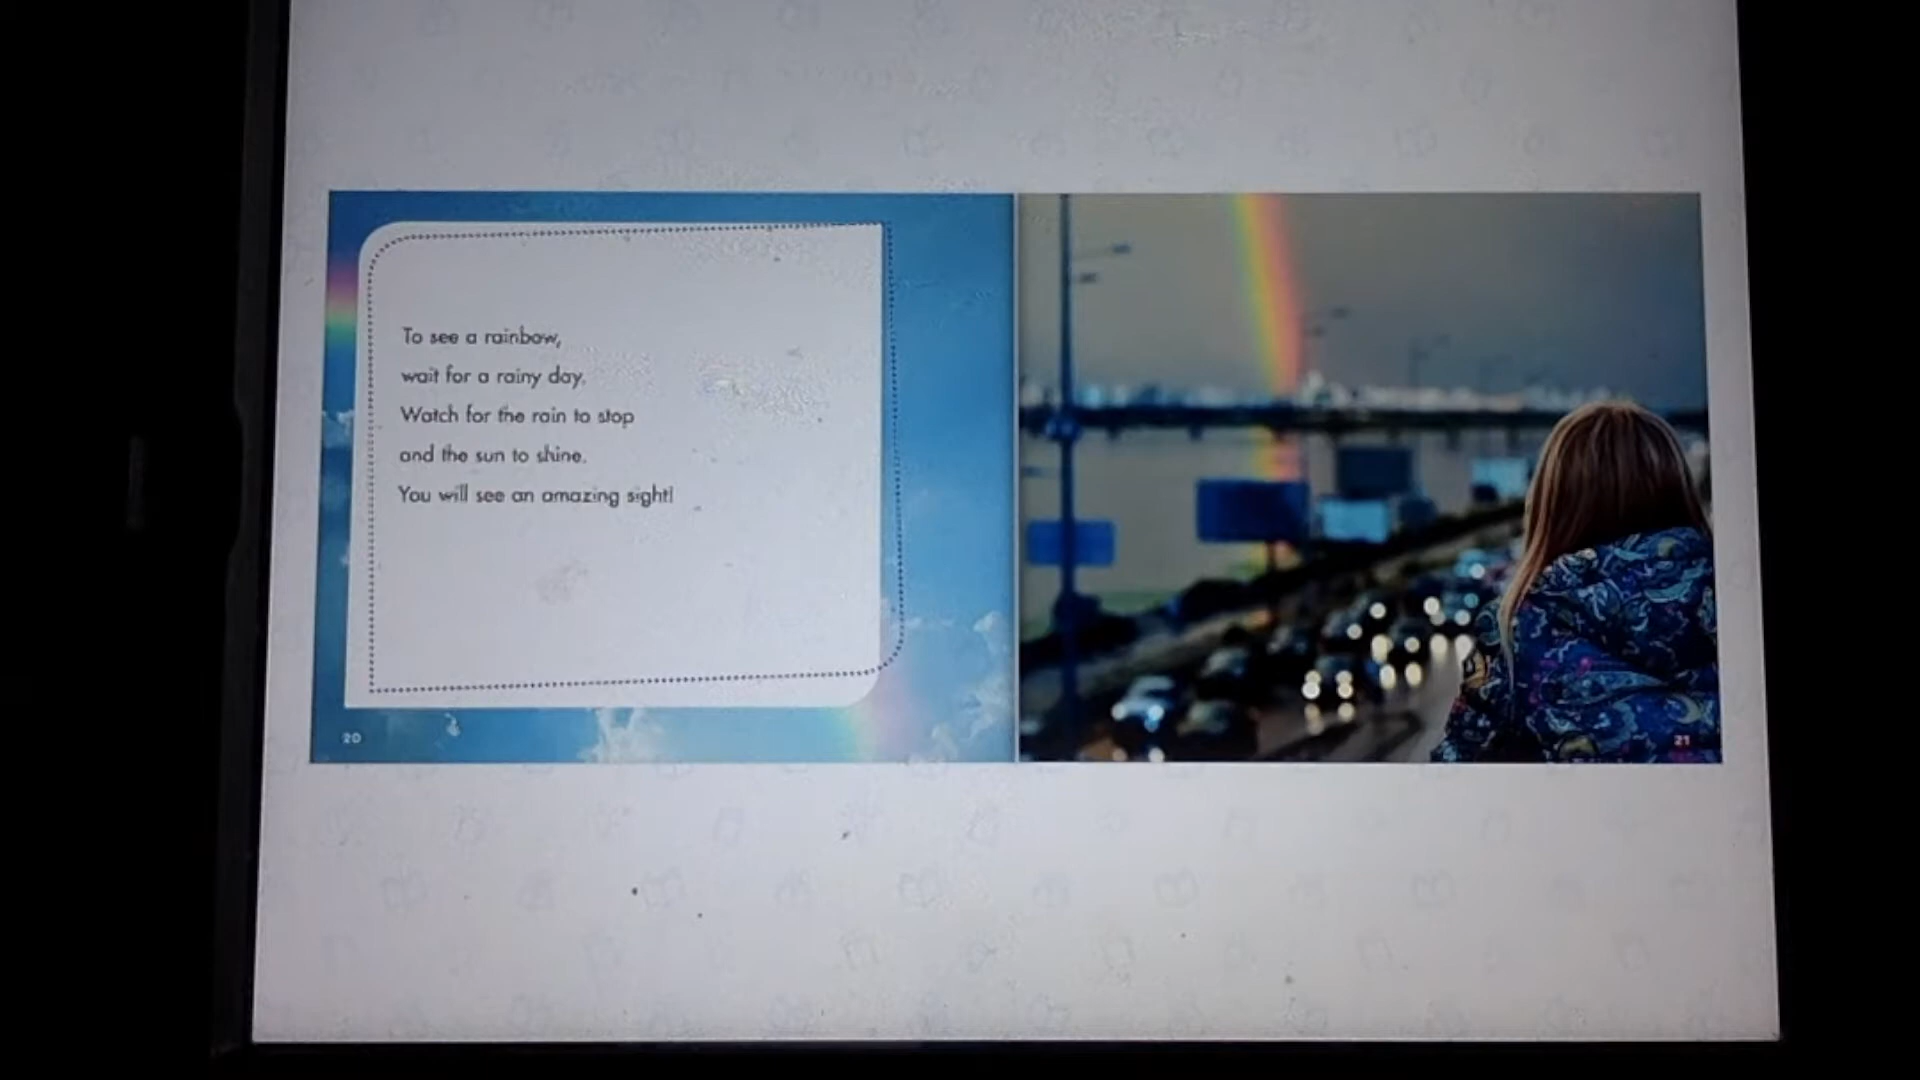 To see a rainbow,
wait for a rainy day.
Watch for the rain to stop
and the sun to shine.
You will see an amazing sight!
20
21